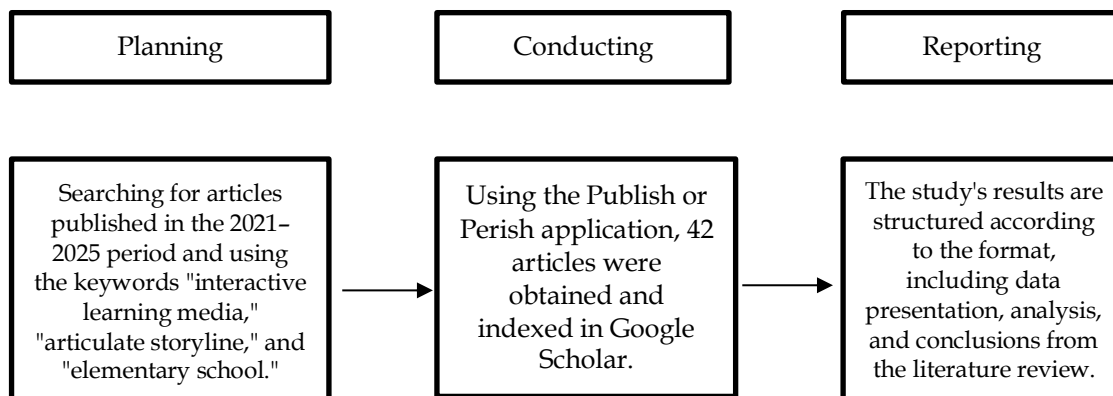 Planning
Conducting
Reporting
Searching for articles
published in the 2021–
2025 period and using
the keywords "interactive
learning media,"
"articulate storyline," and
"elementary school."
Using the Publish or
Perish application, 42
articles were
obtained and
indexed in Google
Scholar.
The study's results are
structured according
to the format,
including data
presentation, analysis,
and conclusions from
the literature review.